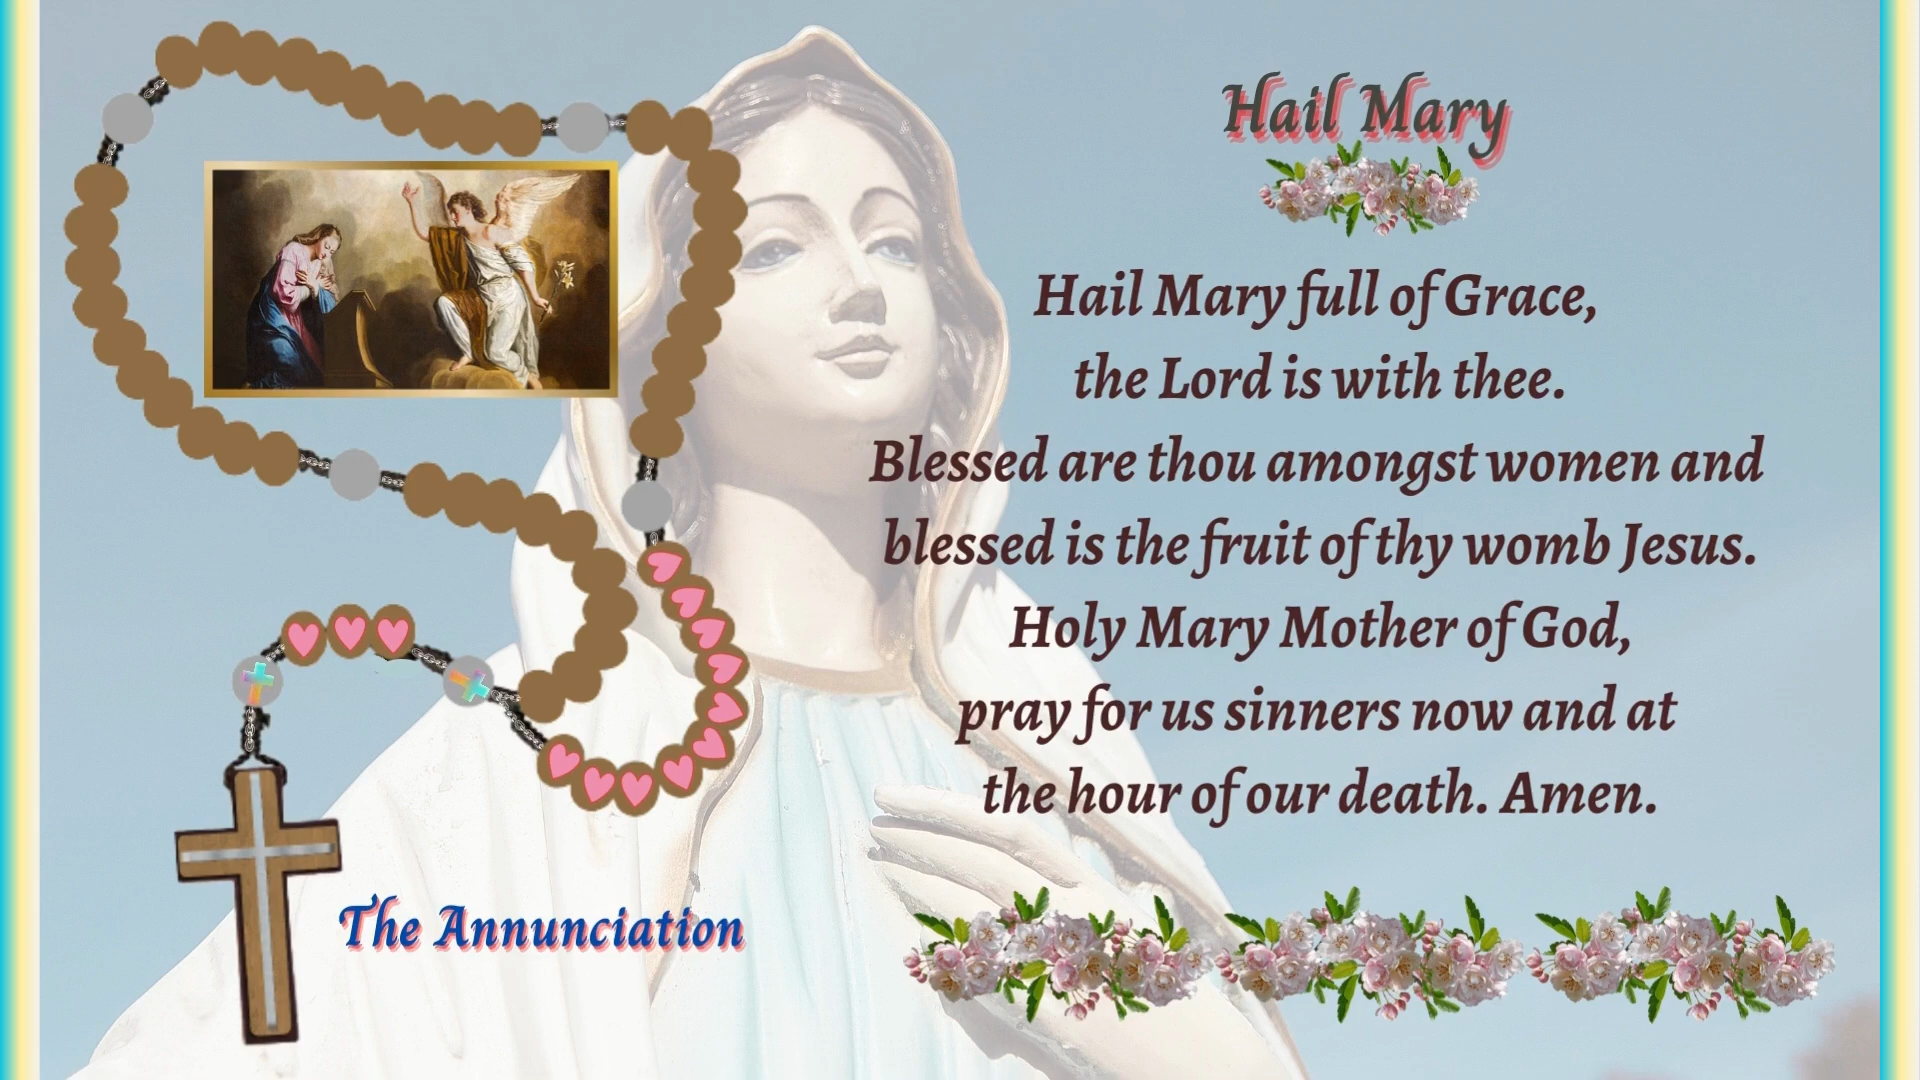 Hail Mary
Hail Mary full of Grace,
the Lord is with thee.
Blessed are thou amongst women and
blessed is the fruit of thy womb Jesus.
Holy Mary Mother of God,
pray for us sinners now and at
the hour of our death. Amen.
The Annunciation